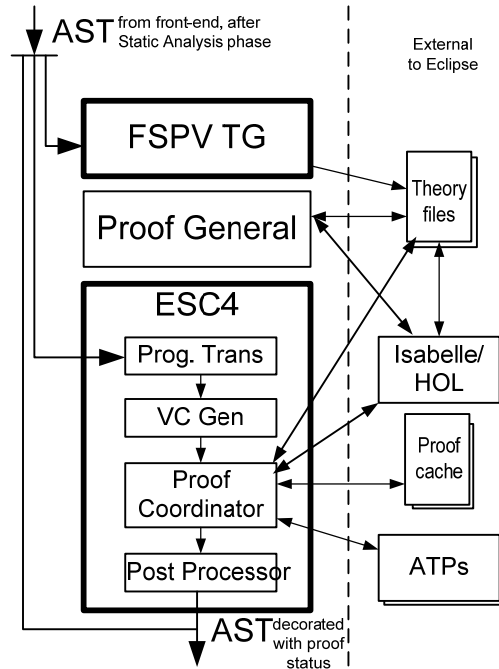 AST from front-end, after
Static Analysis phase
External
to Eclipse
FSPV TG
Theory
files
Proof General
ESC4
Prog. Trans
Isabelle/
HOL
VC Gen
Proof
cache
Proof
Coordinator
Post Processor
ATPs
AST decorated
with proof
status